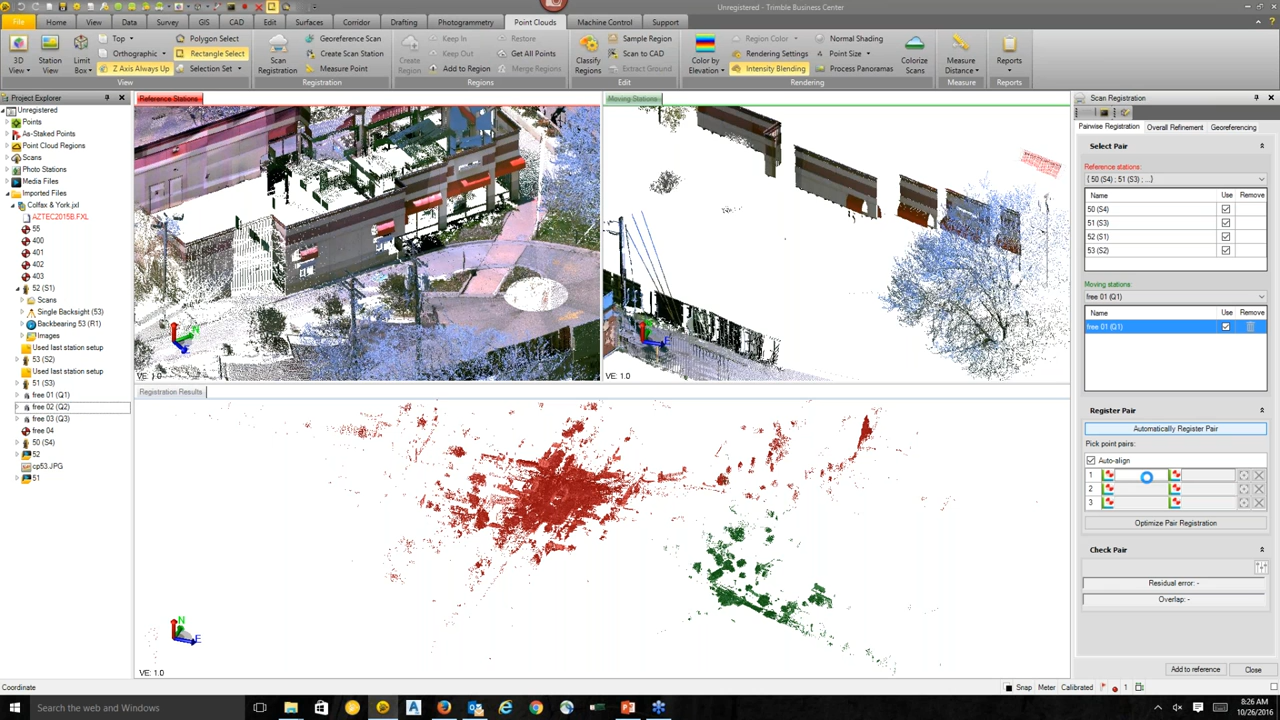 Unregistered - Trimble Business Center
File Home View Data Survey GIS CAD Edit Surfaces Corridor Drafting Photogrammetry Point Clouds Machine Control Support
3D View
Station View
Limit Box
Top
Orthographic
Z Axis Always Up
Polygon Select
Rectangle Select
Selection Set
View
Scan Registration
Georeference Scan
Create Scan Station
Measure Point
Registration
Create Region
Keep In
Keep Out
Add to Region
Restore
Get All Points
Merge Regions
Regions
Classify Regions
Sample Region
Scan to CAD
Extract Ground
Edit
Color by Elevation
Region Color
Rendering Settings
Intensity Blending
Normal Shading
Point Size
Process Panoramas
Colorize Scans
Rendering
Measure Distance
Measure
Reports
Reports
Project Explorer
Unregistered
Points
As-Staked Points
Point Cloud Regions
Scans
Photo Stations
Media Files
Imported Files
Colfax & York.jxl
AZTEC2015B.FXL
55
400
401
402
403
52 (S1)
Scans
Single Backsight (53)
Backbearing 53 (R1)
Images
Used last station setup
53 (S2)
Used last station setup
51 (S3)
free 01 (Q1)
free 02 (Q2)
free 03 (Q3)
free 04
50 (S4)
52
cp53.JPG
51
Reference Stations
N
VE: 1.0
Moving Stations
E
VE: 1.0
Registration Results
N
E
VE: 1.0
Scan Registration
Pairwise Registration Overall Refinement Georeferencing
Select Pair
Reference stations:
{ 50 (S4) ; 51 (S3) ; ...}
Name Use Remove
50 (S4)
51 (S3)
52 (S1)
53 (S2)
Moving stations:
free 01 (Q1)
Name Use Remove
free 01 (Q1)
Register Pair
Automatically Register Pair
Pick point pairs:
Auto-align
1
2
3
Optimize Pair Registration
Check Pair
Residual error: -
Overlap: -
Add to reference Close
Coordinate
Snap Meter Calibrated 1
Search the web and Windows
8:26 AM
10/26/2016